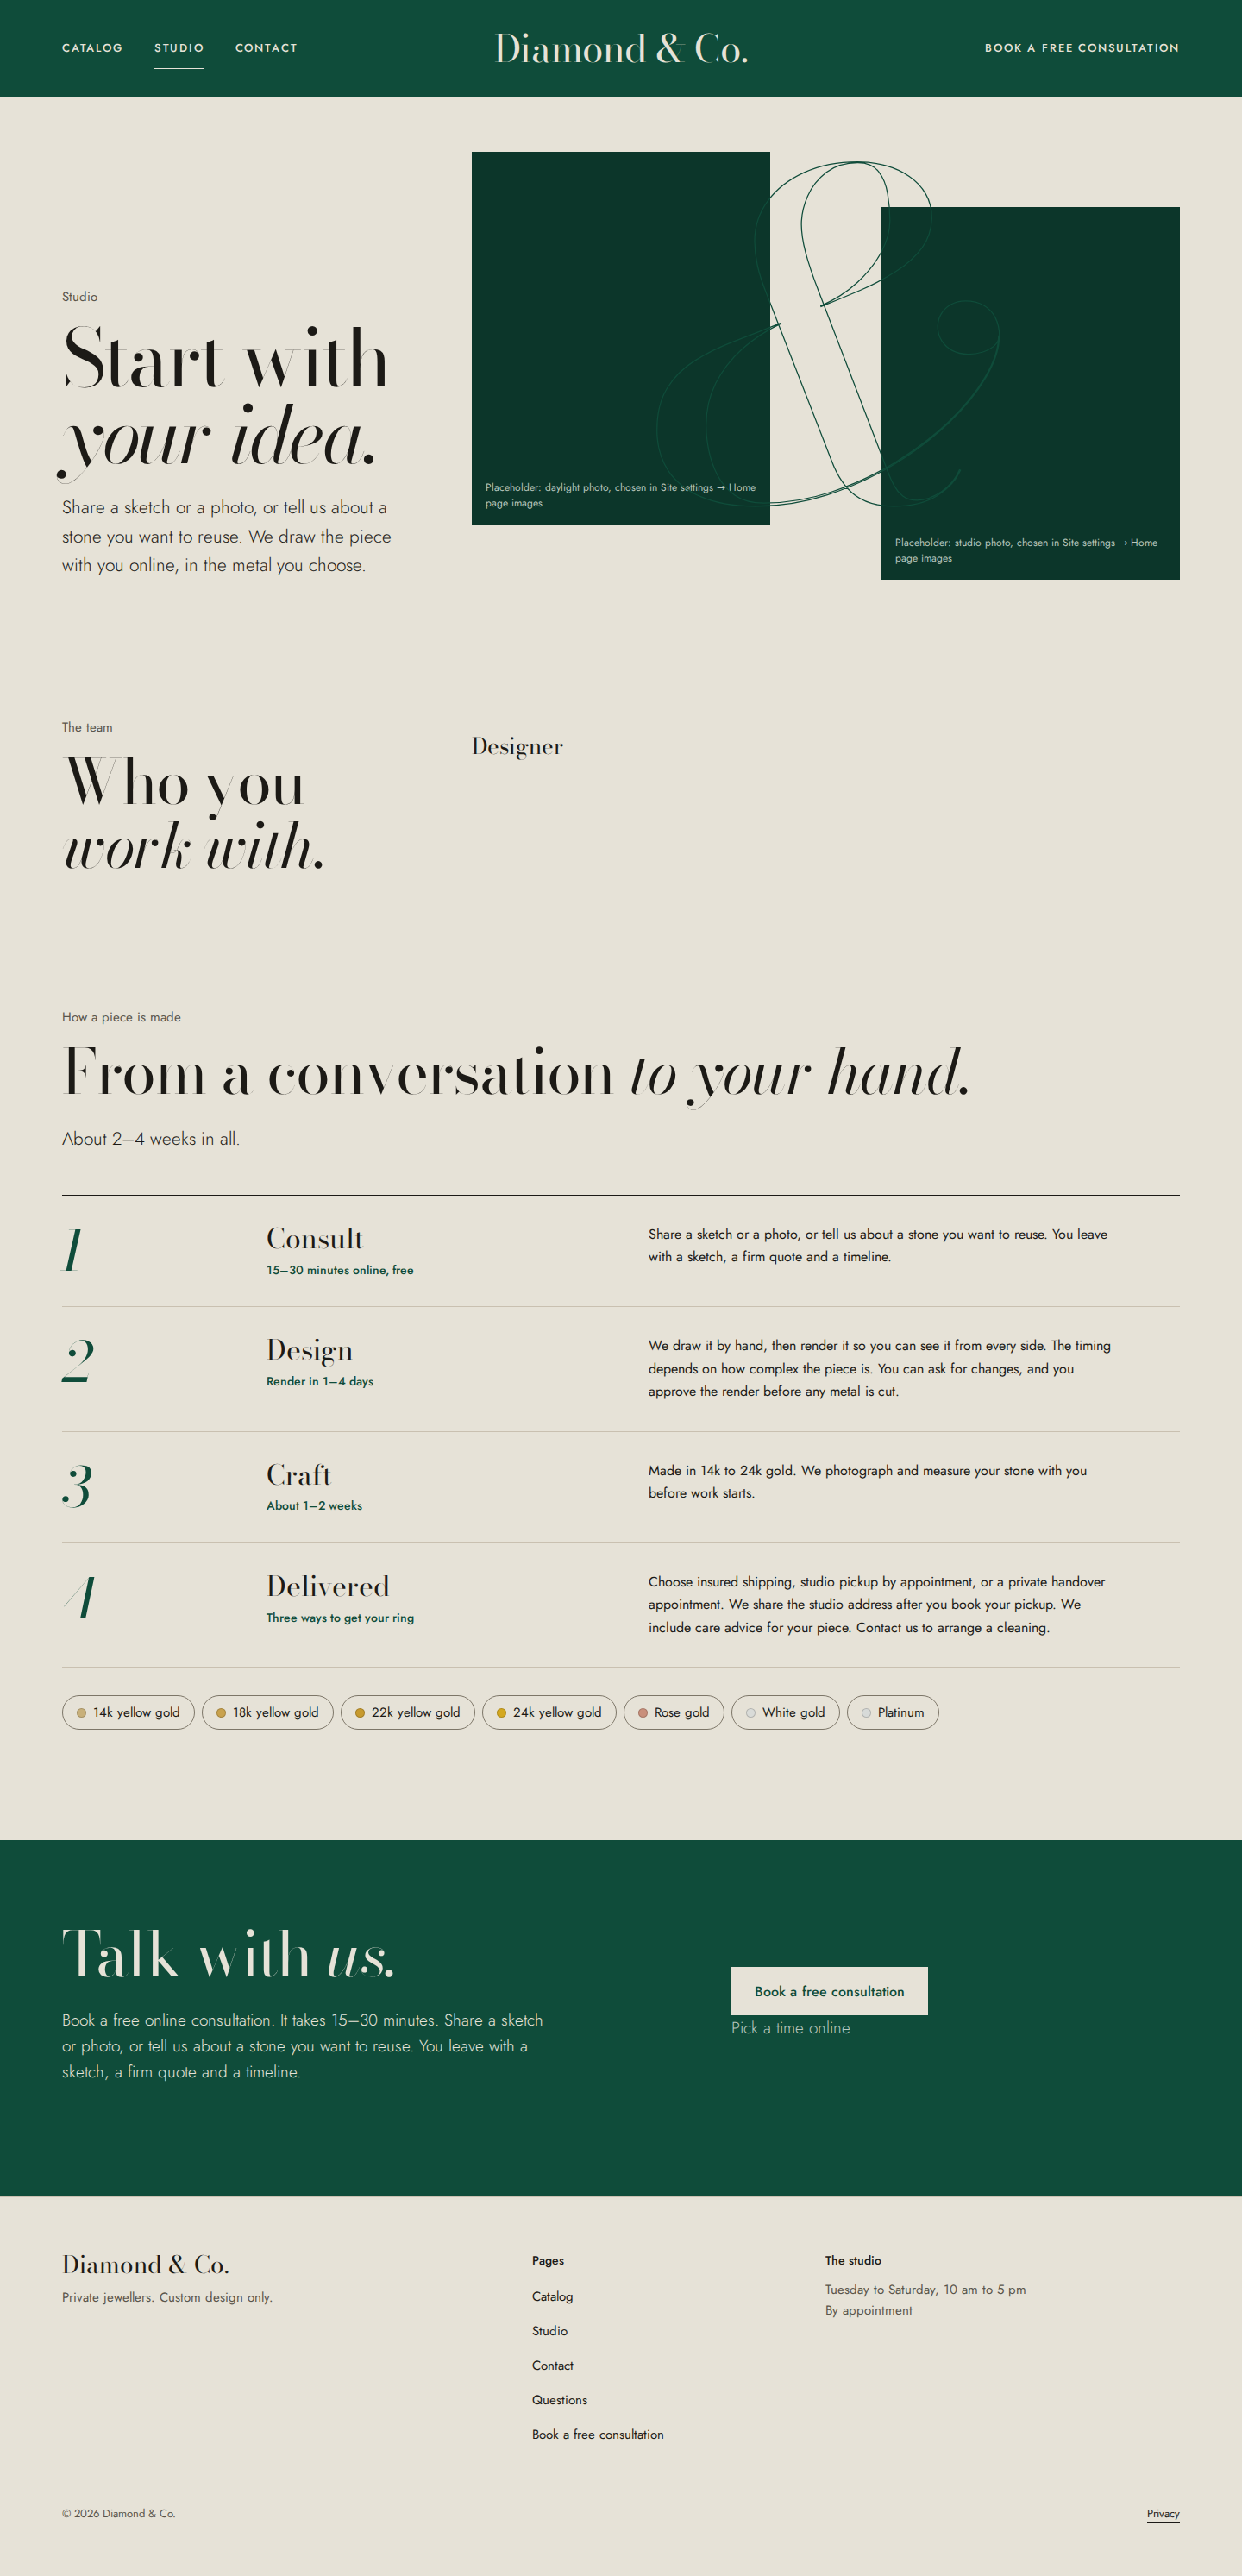 CATALOG STUDIO CONTACT Diamond & Co. BOOK A FREE CONSULTATION
Studio
Start with
your idea.
Share a sketch or a photo, or tell us about a
stone you want to reuse. We draw the piece
with you online, in the metal you choose.
&
Placeholder: daylight photo, chosen in Site settings → Home
page images
Placeholder: studio photo, chosen in Site settings → Home
page images
The team
Who you
work with.
Designer
How a piece is made
From a conversation to your hand.
About 2–4 weeks in all.
1
Consult
15–30 minutes online, free
Share a sketch or a photo, or tell us about a stone you want to reuse. You leave
with a sketch, a firm quote and a timeline.
2
Design
Render in 1–4 days
We draw it by hand, then render it so you can see it from every side. The timing
depends on how complex the piece is. You can ask for changes, and you
approve the render before any metal is cut.
3
Craft
About 1–2 weeks
Made in 14k to 24k gold. We photograph and measure your stone with you
before work starts.
4
Delivered
Three ways to get your ring
Choose insured shipping, studio pickup by appointment, or a private handover
appointment. We share the studio address after you book your pickup. We
include care advice for your piece. Contact us to arrange a cleaning.
14k yellow gold 18k yellow gold 22k yellow gold 24k yellow gold Rose gold White gold Platinum
Talk with us.
Book a free online consultation. It takes 15–30 minutes. Share a sketch
or photo, or tell us about a stone you want to reuse. You leave with a
sketch, a firm quote and a timeline.
Book a free consultation
Pick a time online
Diamond & Co.
Private jewellers. Custom design only.
Pages
Catalog
Studio
Contact
Questions
Book a free consultation
The studio
Tuesday to Saturday, 10 am to 5 pm
By appointment
© 2026 Diamond & Co.
Privacy